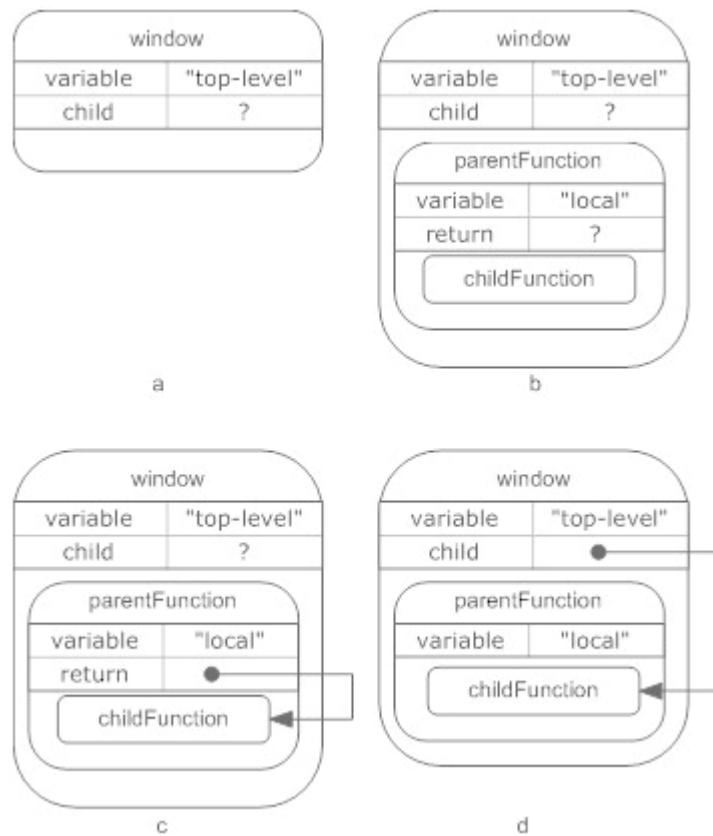 window
variable "top-level"
child ?
a
window
variable "top-level"
child ?
parentFunction
variable "local"
return ?
childFunction
b
window
variable "top-level"
child ?
parentFunction
variable "local"
return
childFunction
c
window
variable "top-level"
child
parentFunction
variable "local"
childFunction
d